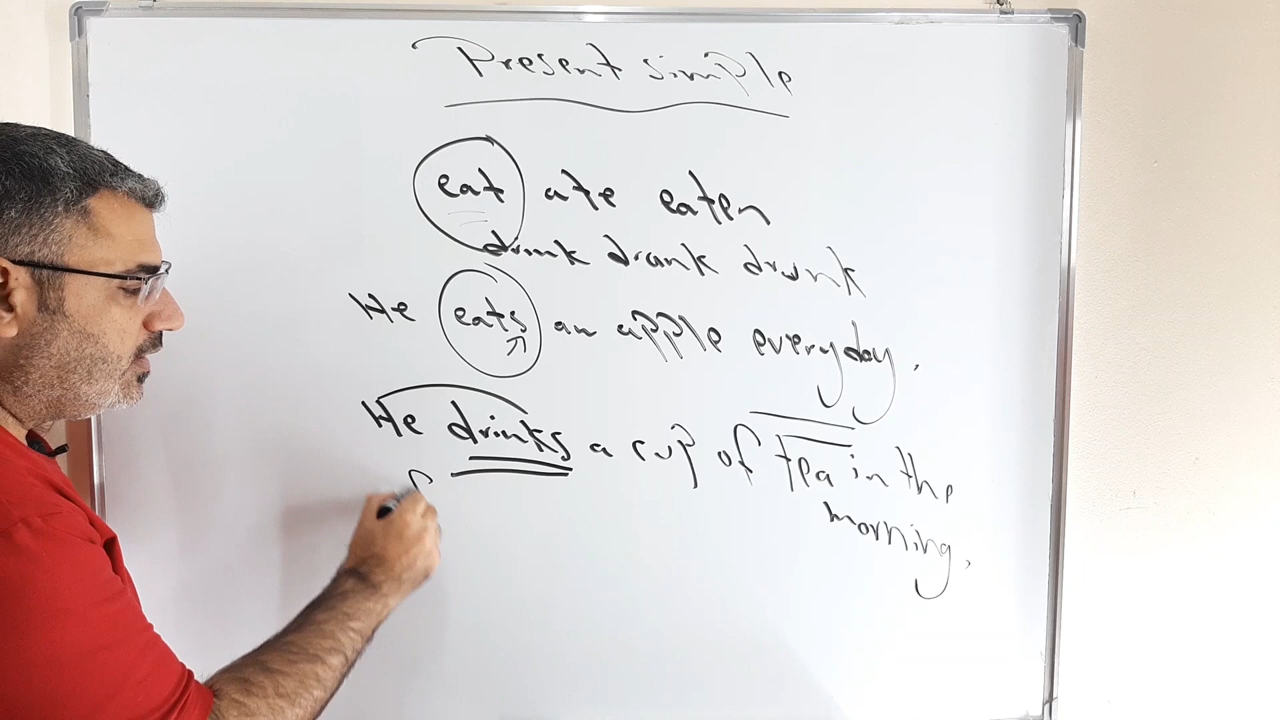 Present simple
eat ate eaten
drink drank drunk
He eats an apple everyday.
He drinks a cup of tea in the
morning.